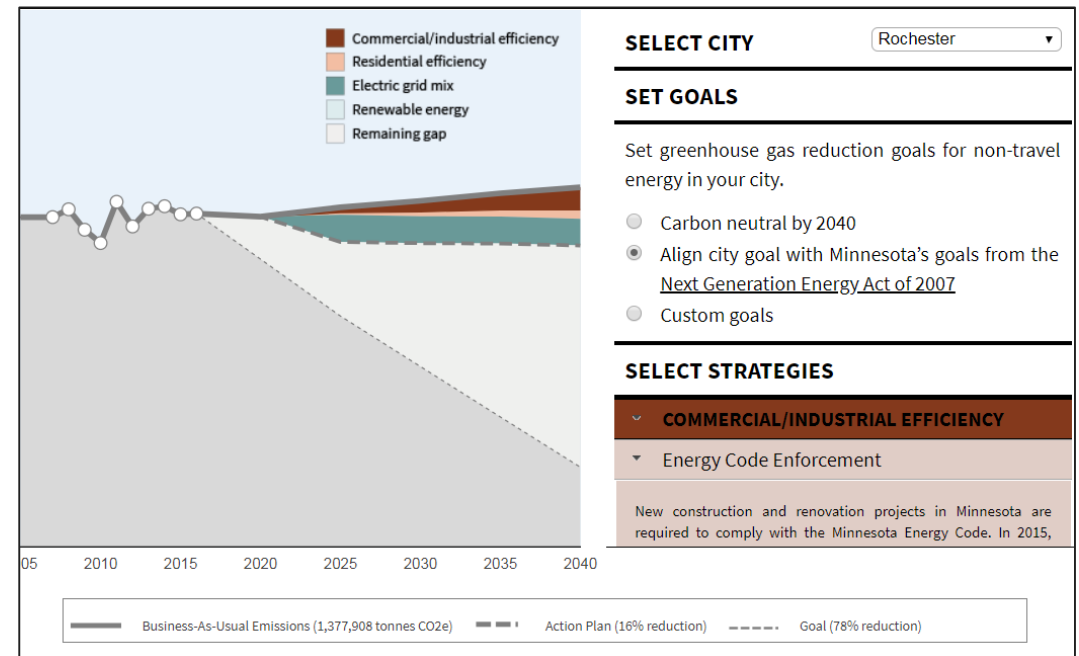 Commercial/industrial efficiency
Residential efficiency
Electric grid mix
Renewable energy
Remaining gap
05
2010
2015
2020
2025
2030
2035
2040
SELECT CITY
Rochester
SET GOALS
Set greenhouse gas reduction goals for non-travel
energy in your city.
Carbon neutral by 2040
Align city goal with Minnesota's goals from the
Next Generation Energy Act of 2007
Custom goals
SELECT STRATEGIES
COMMERCIAL/INDUSTRIAL EFFICIENCY
Energy Code Enforcement
New construction and renovation projects in Minnesota are
required to comply with the Minnesota Energy Code. In 2015,
Business-As-Usual Emissions (1,377,908 tonnes CO2e)
Action Plan (16% reduction)
Goal (78% reduction)